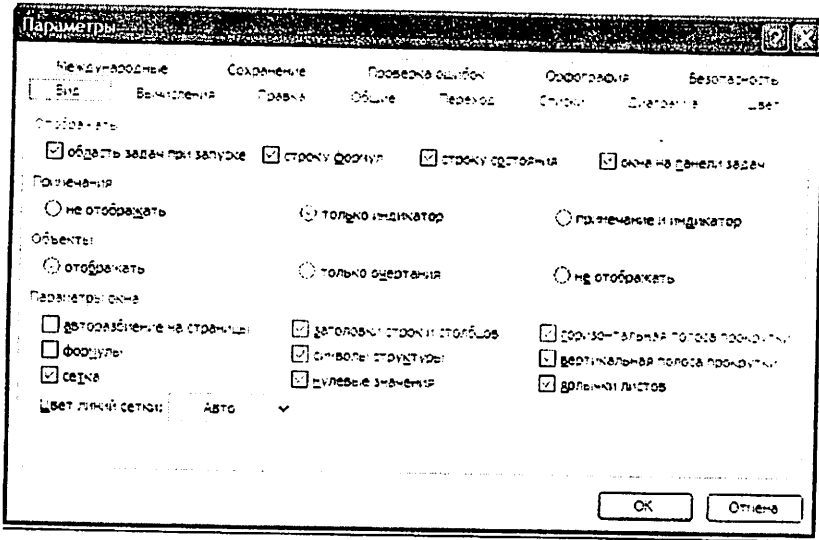 Параметры
Международные Сохранение Проверка ошибок Орфография Безопасность
Вид Вычисления Правка Общие Переход Списки Диаграмма Цвет
Отображать
область задач при запуске строку формул строку состояния окна на панели задач
Примечания
не отображать только индикатор примечание и индикатор
Объекты
отображать только очертания не отображать
Параметры окна
авторазбиение на страницы заголовки строк и столбцов горизонтальная полоса прокрутки
формулы символы структуры вертикальная полоса прокрутки
сетка нулевые значения ярлычки листов
Цвет линий сетки: Авто
ОК Отмена